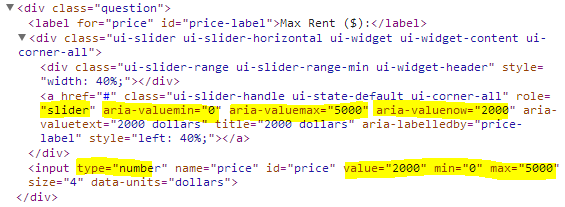 ▼<div class="question">
<label for="price" id="price-label">Max Rent ($):</label>
▼<div class="ui-slider ui-slider-horizontal ui-widget ui-widget-content ui-
corner-all">
<div class="ui-slider-range ui-slider-range-min ui-widget-header" style=
"width: 40%;"></div>
<a href="#" class="ui-slider-handle ui-state-default ui-corner-all" role=
"slider" aria-valuemin="0" aria-valuemax="5000" aria-valuenow="2000" aria-
valuetext="2000 dollars" title="2000 dollars" aria-labelledby="price-
label" style="left: 40%;"></a>
</div>
<input type="number" name="price" id="price" value="2000" min="0" max="5000"
size="4" data-units="dollars">
</div>